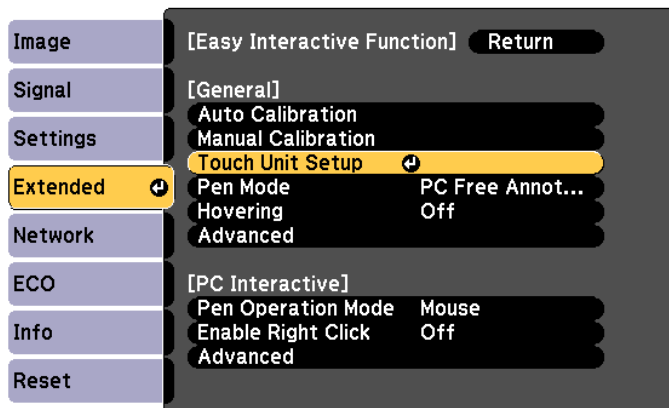 Image
Signal
Settings
Extended
Network
ECO
Info
Reset
[Easy Interactive Function] Return
[General]
Auto Calibration
Manual Calibration
Touch Unit Setup
Pen Mode PC Free Annot...
Hovering Off
Advanced
[PC Interactive]
Pen Operation Mode Mouse
Enable Right Click Off
Advanced